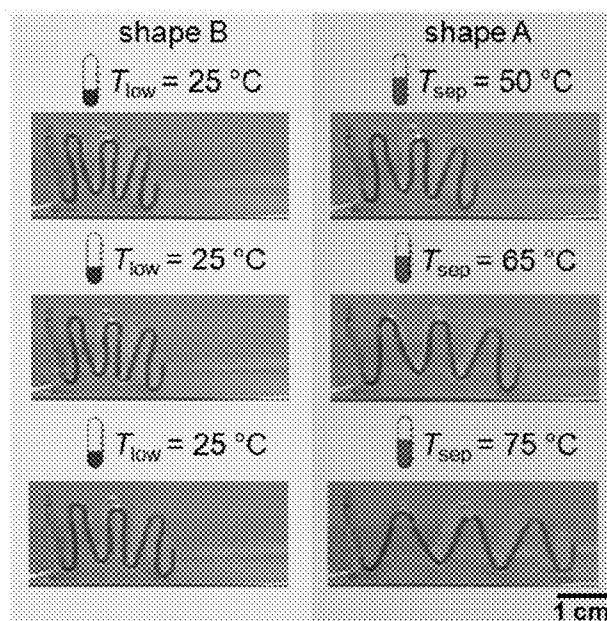 shape B shape A
T_low = 25 °C T_sep = 50 °C
T_low = 25 °C T_sep = 65 °C
T_low = 25 °C T_sep = 75 °C
1 cm